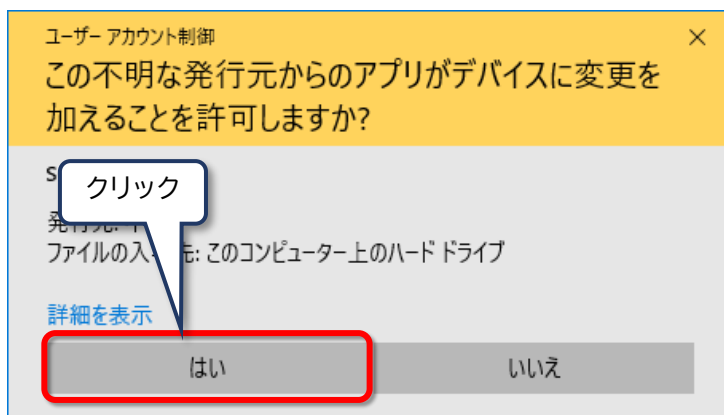 ユーザー アカウント制御
この不明な発行元からのアプリがデバイスに変更を
加えることを許可しますか?
クリック
ファイルの入
先: このコンピューター上のハード ドライブ
詳細を表示
はい
いいえ